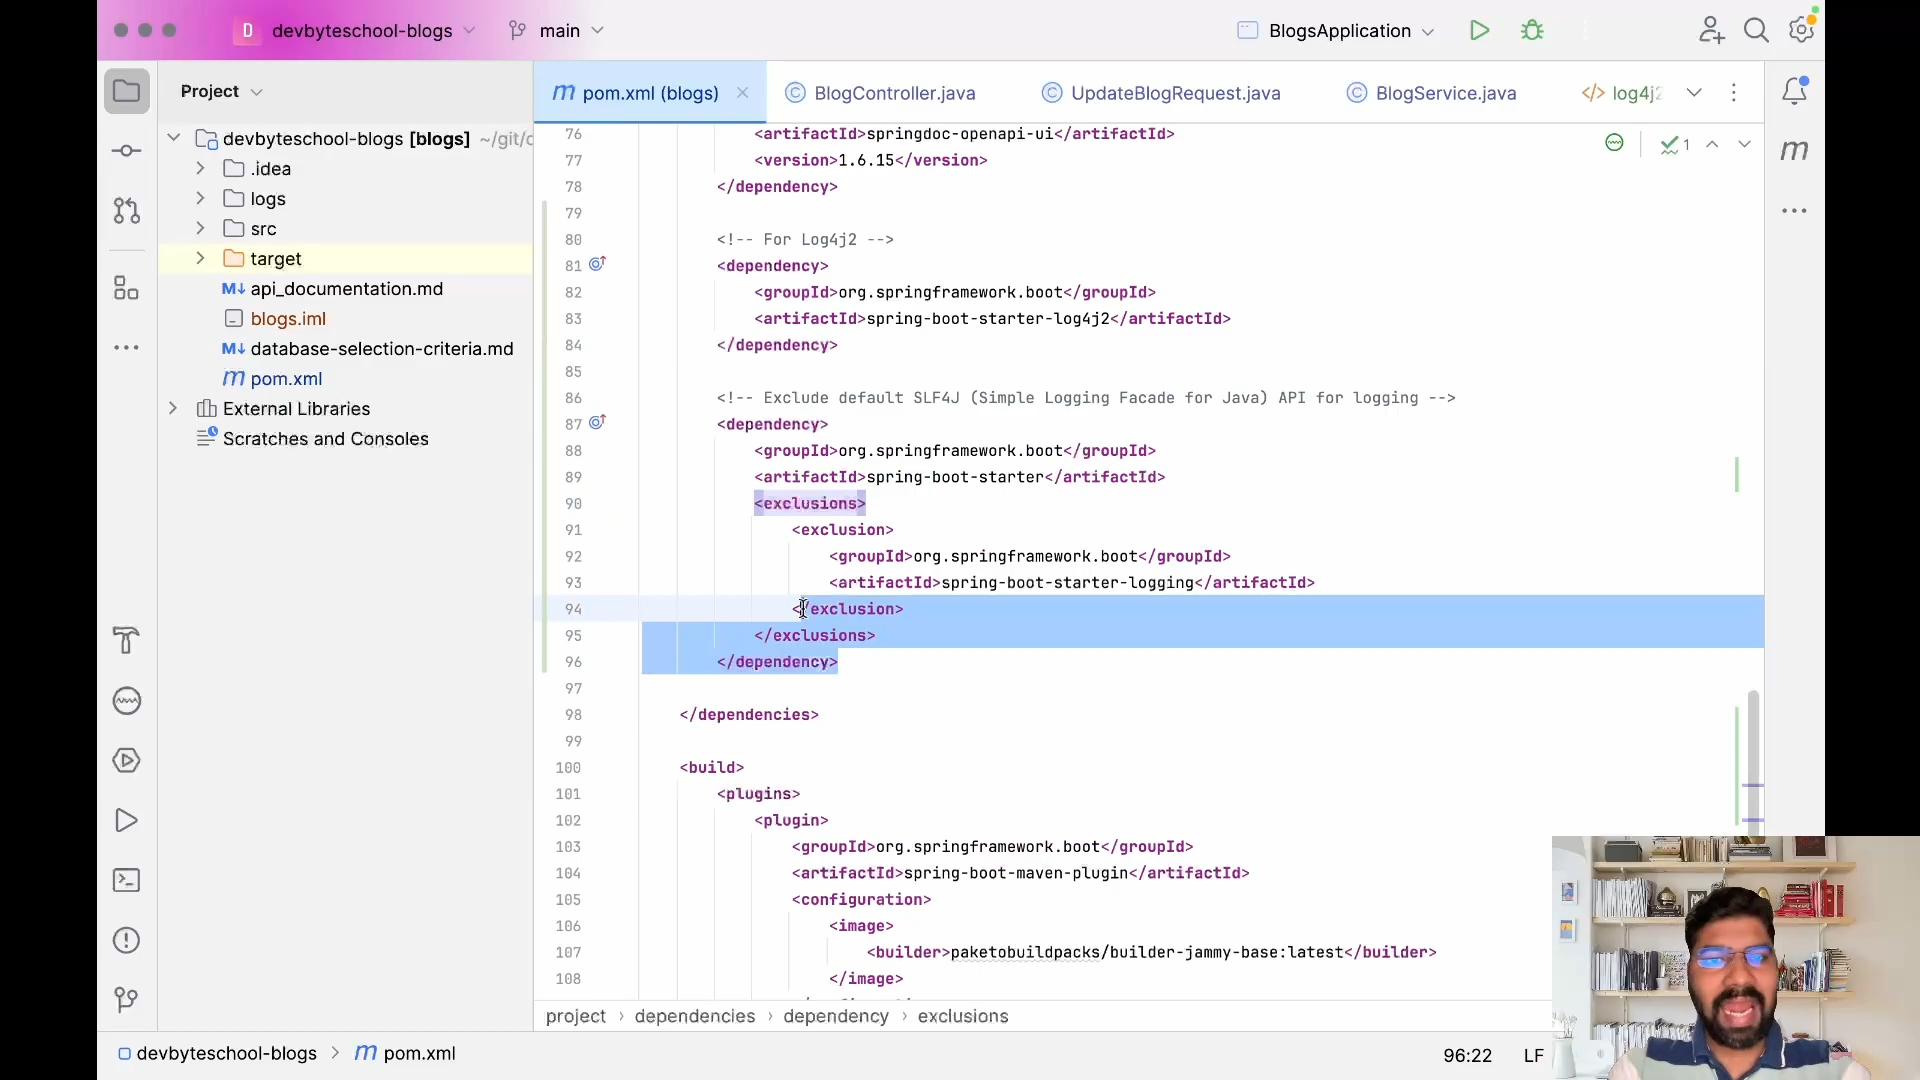 D devbyteschool-blogs main BlogsApplication
Project
m pom.xml (blogs) BlogController.java UpdateBlogRequest.java BlogService.java </> log4j2
devbyteschool-blogs [blogs] ~/git/
.idea
logs
src
target
M↓ api_documentation.md
blogs.iml
M↓ database-selection-criteria.md
m pom.xml
External Libraries
Scratches and Consoles
✓ 1
76 <artifactId>springdoc-openapi-ui</artifactId>
77 <version>1.6.15</version>
78 </dependency>
79
80 <!-- For Log4j2 -->
81 <dependency>
82 <groupId>org.springframework.boot</groupId>
83 <artifactId>spring-boot-starter-log4j2</artifactId>
84 </dependency>
85
86 <!-- Exclude default SLF4J (Simple Logging Facade for Java) API for logging -->
87 <dependency>
88 <groupId>org.springframework.boot</groupId>
89 <artifactId>spring-boot-starter</artifactId>
90 <exclusions>
91 <exclusion>
92 <groupId>org.springframework.boot</groupId>
93 <artifactId>spring-boot-starter-logging</artifactId>
94 </exclusion>
95 </exclusions>
96 </dependency>
97
98 </dependencies>
99
100 <build>
101 <plugins>
102 <plugin>
103 <groupId>org.springframework.boot</groupId>
104 <artifactId>spring-boot-maven-plugin</artifactId>
105 <configuration>
106 <image>
107 <builder>paketobuildpacks/builder-jammy-base:latest</builder>
108 </image>
project › dependencies › dependency › exclusions
devbyteschool-blogs > m pom.xml
96:22 LF